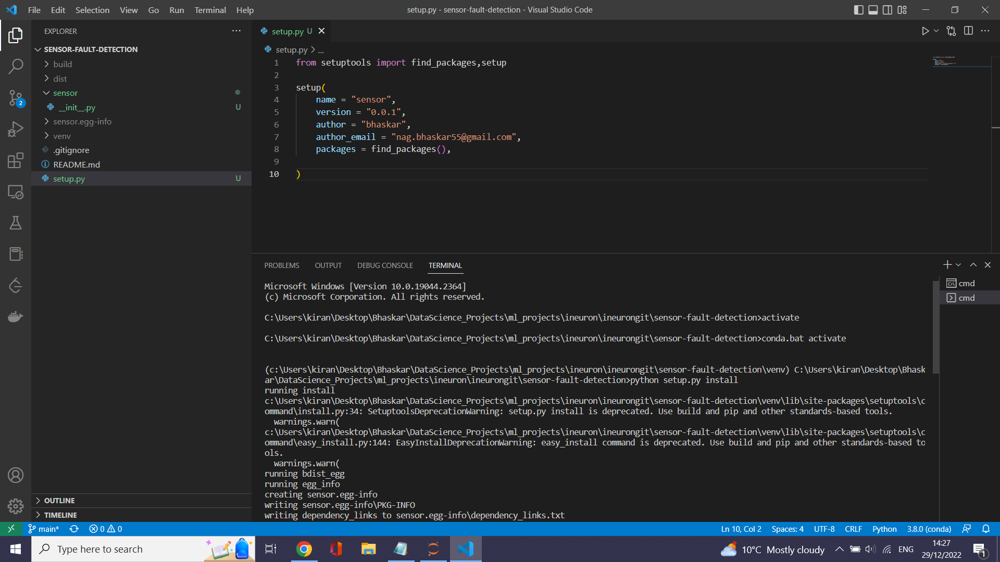 File Edit Selection View Go Run Terminal Help
setup.py - sensor-fault-detection - Visual Studio Code
EXPLORER
SENSOR-FAULT-DETECTION
build
dist
sensor
__init__.py U
sensor.egg-info
venv
.gitignore
README.md
setup.py U
OUTLINE
TIMELINE
2
setup.py U
setup.py > ...
1 from setuptools import find_packages,setup
2
3 setup(
4 name = "sensor",
5 version = "0.0.1",
6 author = "bhaskar",
7 author_email = "nag.bhaskar55@gmail.com",
8 packages = find_packages(),
9
10 )
PROBLEMS OUTPUT DEBUG CONSOLE TERMINAL
cmd
cmd
Microsoft Windows [Version 10.0.19044.2364]
(c) Microsoft Corporation. All rights reserved.
C:\Users\kiran\Desktop\Bhaskar\DataScience_Projects\ml_projects\ineuron\ineurongit\sensor-fault-detection>activate
C:\Users\kiran\Desktop\Bhaskar\DataScience_Projects\ml_projects\ineuron\ineurongit\sensor-fault-detection>conda.bat activate
(c:\Users\kiran\Desktop\Bhaskar\DataScience_Projects\ml_projects\ineuron\ineurongit\sensor-fault-detection\venv) C:\Users\kiran\Desktop\Bhask
ar\DataScience_Projects\ml_projects\ineuron\ineurongit\sensor-fault-detection>python setup.py install
running install
c:\Users\kiran\Desktop\Bhaskar\DataScience_Projects\ml_projects\ineuron\ineurongit\sensor-fault-detection\venv\lib\site-packages\setuptools\c
ommand\install.py:34: SetuptoolsDeprecationWarning: setup.py install is deprecated. Use build and pip and other standards-based tools.
warnings.warn(
c:\Users\kiran\Desktop\Bhaskar\DataScience_Projects\ml_projects\ineuron\ineurongit\sensor-fault-detection\venv\lib\site-packages\setuptools\c
ommand\easy_install.py:144: EasyInstallDeprecationWarning: easy_install command is deprecated. Use build and pip and other standards-based to
ols.
warnings.warn(
running bdist_egg
running egg_info
creating sensor.egg-info
writing sensor.egg-info\PKG-INFO
writing dependency_links to sensor.egg-info\dependency_links.txt
main* 0 0
Ln 10, Col 2 Spaces: 4 UTF-8 CRLF Python 3.8.0 (conda)
Type here to search
10°C Mostly cloudy
ENG
14:27
29/12/2022
1